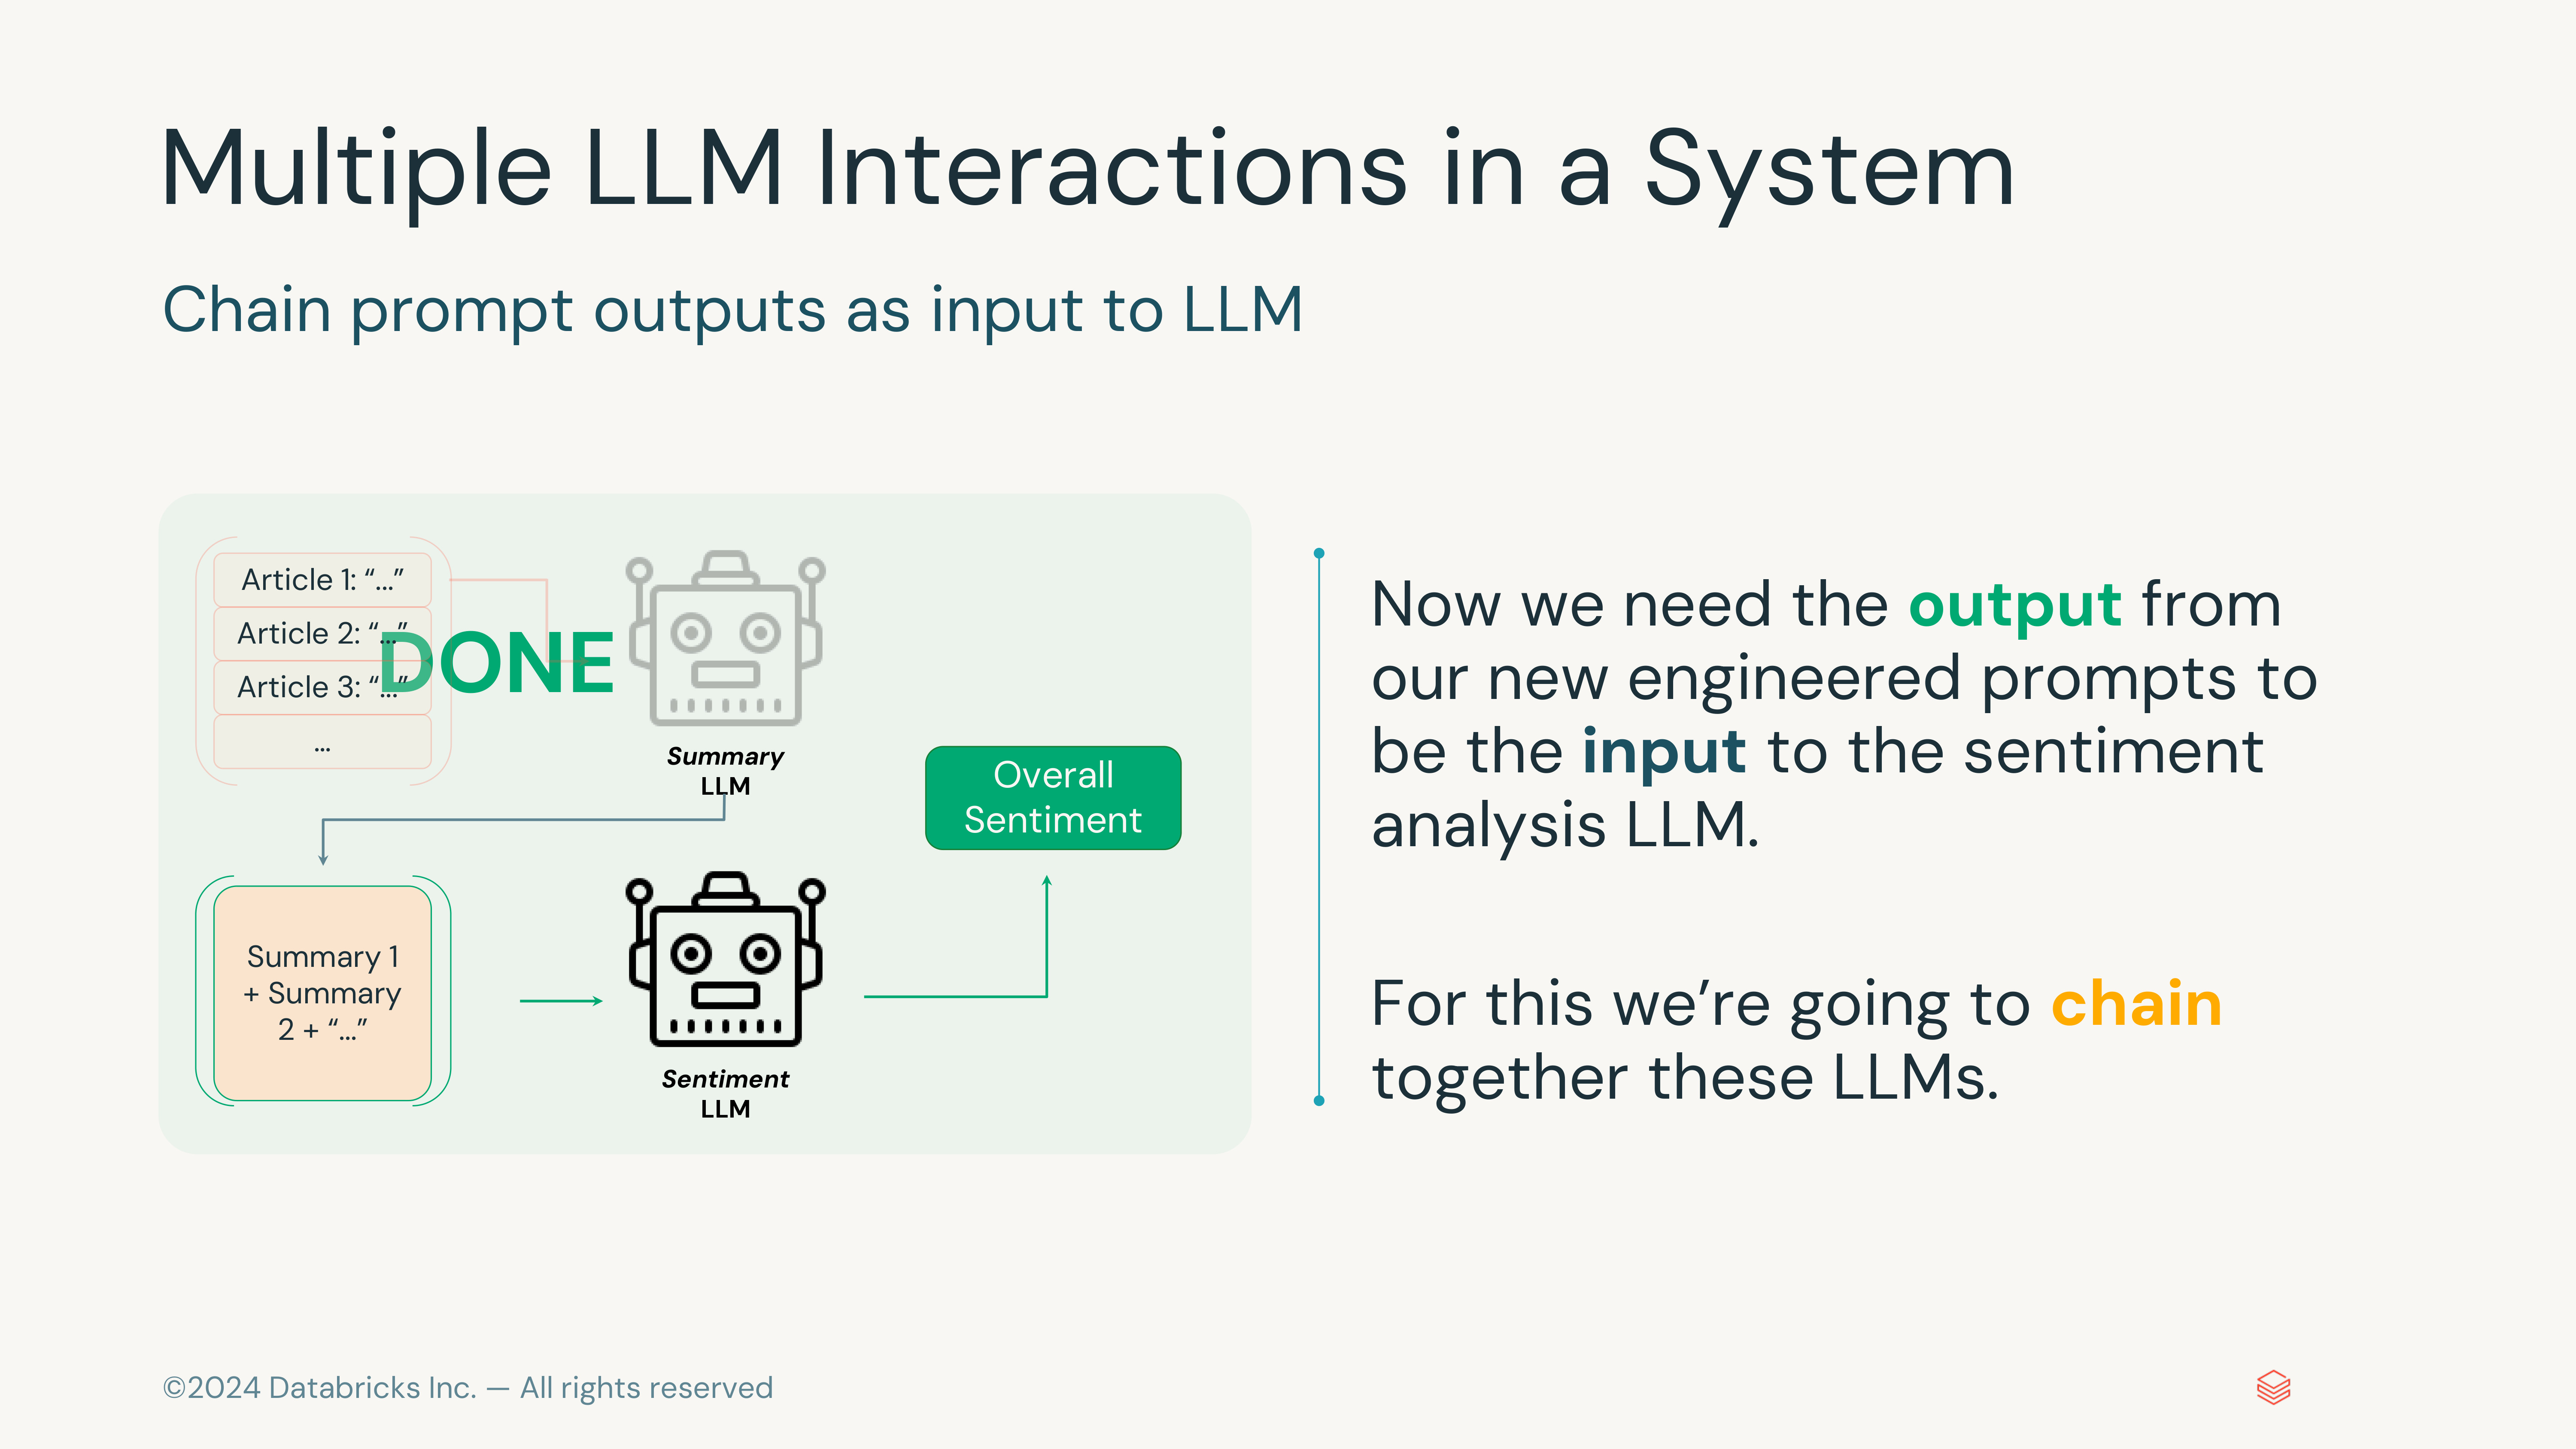 Multiple LLM Interactions in a System
Chain prompt outputs as input to LLM
Article 1: “...”
Article 2: “...”
Article 3: “...”
...
DONE
Summary
LLM
Summary 1
+ Summary
2 + “...”
Sentiment
LLM
Overall
Sentiment
Now we need the output from
our new engineered prompts to
be the input to the sentiment
analysis LLM.
For this we’re going to chain
together these LLMs.
©2024 Databricks Inc. — All rights reserved